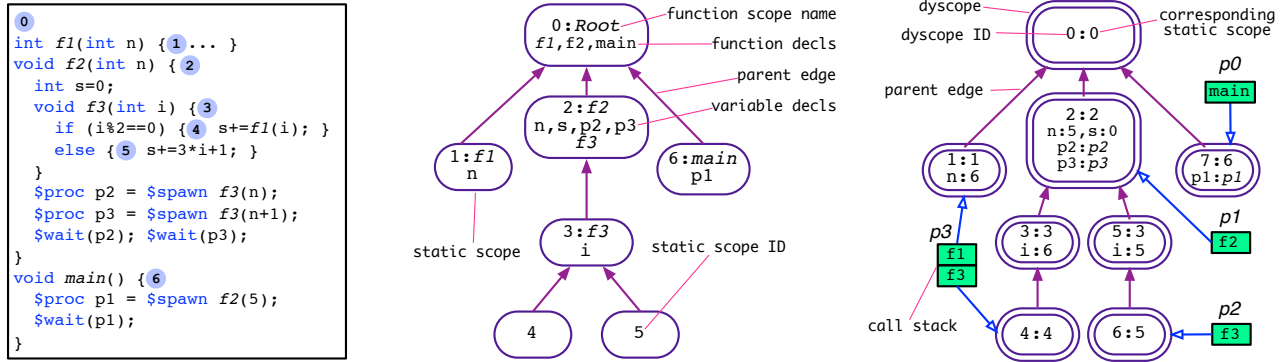 0
int f1(int n) { 1 ... }
void f2(int n) { 2
int s=0;
void f3(int i) { 3
if (i%2==0) { 4 s+=f1(i); }
else { 5 s+=3*i+1; }
}
$proc p2 = $spawn f3(n);
$proc p3 = $spawn f3(n+1);
$wait(p2); $wait(p3);
}
void main() { 6
$proc p1 = $spawn f2(5);
$wait(p1);
}
0:Root
f1,f2,main
function scope name
function decls
parent edge
variable decls
2:f2
n,s,p2,p3
f3
1:f1
n
6:main
p1
static scope
3:f3
i
static scope ID
4
5
dyscope
dyscope ID
0:0
corresponding
static scope
parent edge
p0
main
2:2
n:5,s:0
p2:p2
p3:p3
1:1
n:6
7:6
p1:p1
p3
f1
f3
call stack
3:3
i:6
5:3
i:5
p1
f2
4:4
6:5
p2
f3